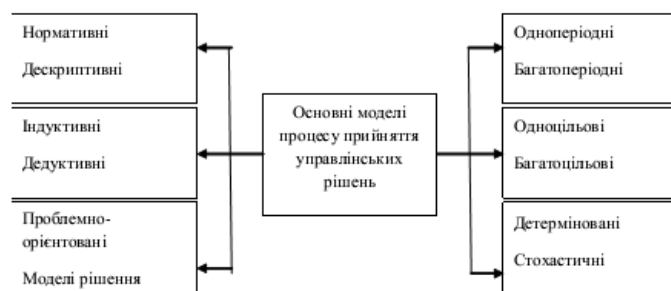 Нормативні
Дескриптивні
Індуктивні
Дедуктивні
Проблемно-
орієнтовані
Моделі рішення
Основні моделі
процесу прийняття
управлінських
рішень
Одноперіодні
Багатоперіодні
Одноцільові
Багатоцільові
Детерміновані
Стохастичні